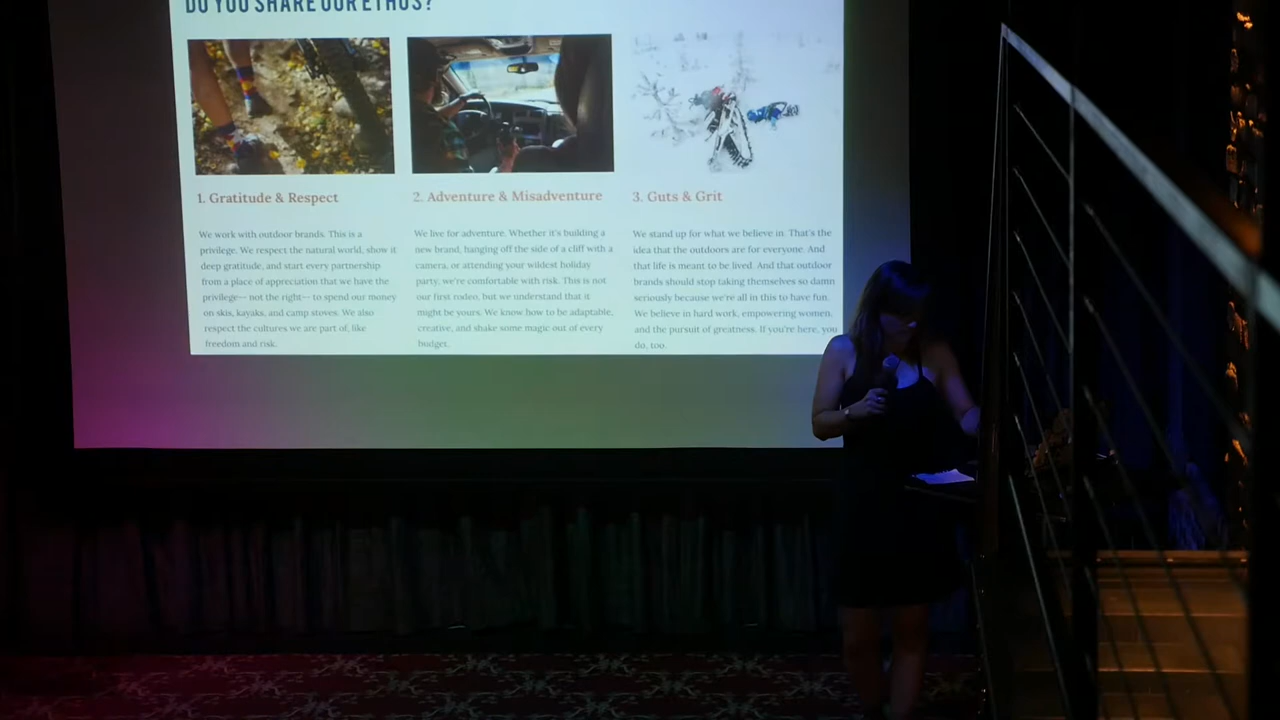 DO YOU SHARE OUR ETHOS?
1. Gratitude & Respect
We work with outdoor brands. This is a
privilege. We respect the natural world, show it
deep gratitude, and start every partnership
from a place of appreciation that we have the
privilege—not the right—to spend our money
on skis, kayaks, and camp stoves. We also
respect the cultures we are part of, like
freedom and risk.
2. Adventure & Misadventure
We live for adventure. Whether it's building a
new brand, hanging off the side of a cliff with a
camera, or attending your wildest holiday
party, we're comfortable with risk. This is not
our first rodeo, but we understand that it
might be yours. We know how to be adaptable,
creative, and shake some magic out of every
budget.
3. Guts & Grit
We stand up for what we believe in. That's the
idea that the outdoors are for everyone. And
that life is meant to be lived. And that outdoor
brands should stop taking themselves so damn
seriously because we're all in this to have fun.
We believe in hard work, empowering women,
and the pursuit of greatness. If you're here, you
do, too.